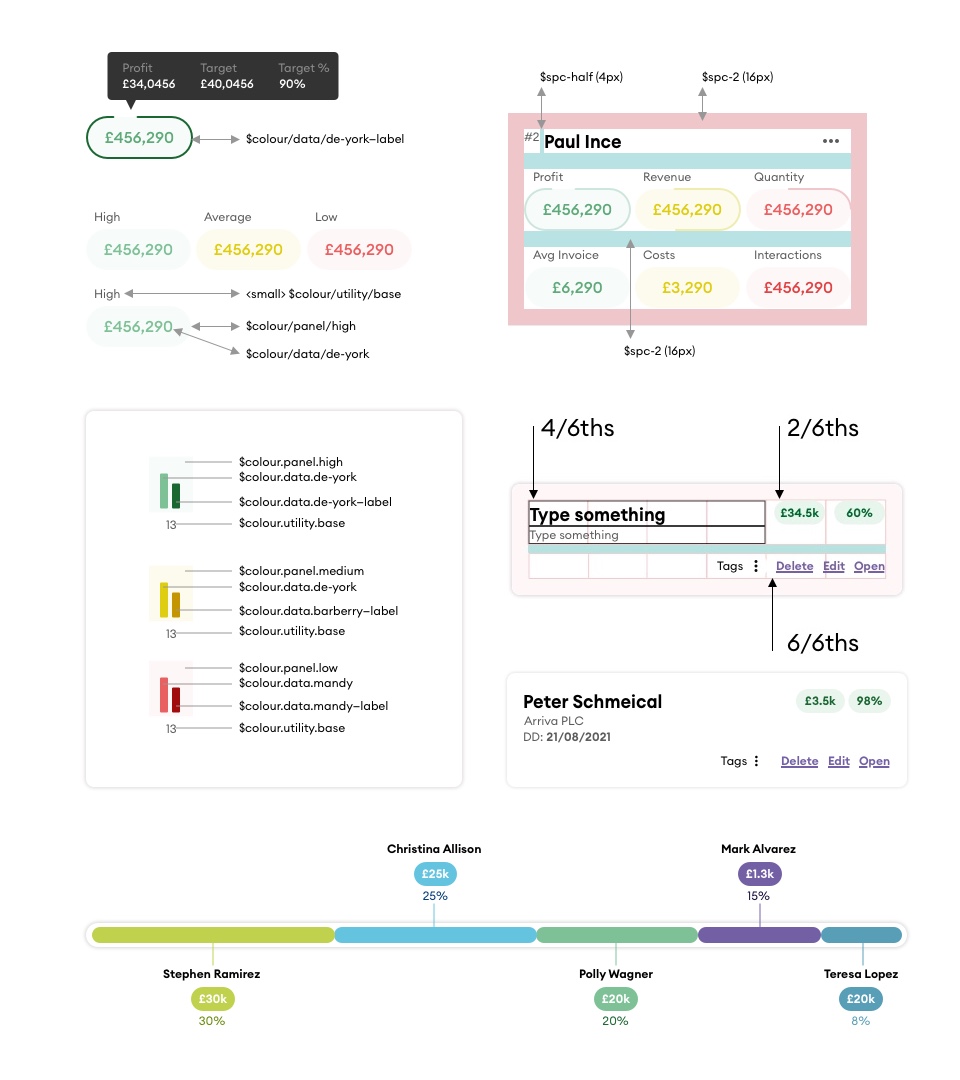 Profit Target Target %
£34,0456 £40,0456 90%
£456,290
$colour/data/de-york–label
High Average Low
£456,290 £456,290 £456,290
High
<small> $colour/utility/base
£456,290
$colour/panel/high
$colour/data/de-york
$spc-half (4px) $spc-2 (16px)
#2 Paul Ince
Profit Revenue Quantity
£456,290 £456,290 £456,290
Avg Invoice Costs Interactions
£6,290 £3,290 £456,290
$spc-2 (16px)
$colour.panel.high
$colour.data.de-york
$colour.data.de-york–label
13 $colour.utility.base
$colour.panel.medium
$colour.data.de-york
$colour.data.barberry–label
13 $colour.utility.base
$colour.panel.low
$colour.data.mandy
$colour.data.mandy–label
13 $colour.utility.base
4/6ths 2/6ths
Type something £34.5k 60%
Type something
Tags Delete Edit Open
6/6ths
Peter Schmeical £3.5k 98%
Arriva PLC
DD: 21/08/2021
Tags Delete Edit Open
Christina Allison Mark Alvarez
£25k £1.3k
25% 15%
Stephen Ramirez Polly Wagner Teresa Lopez
£30k £20k £20k
30% 20% 8%